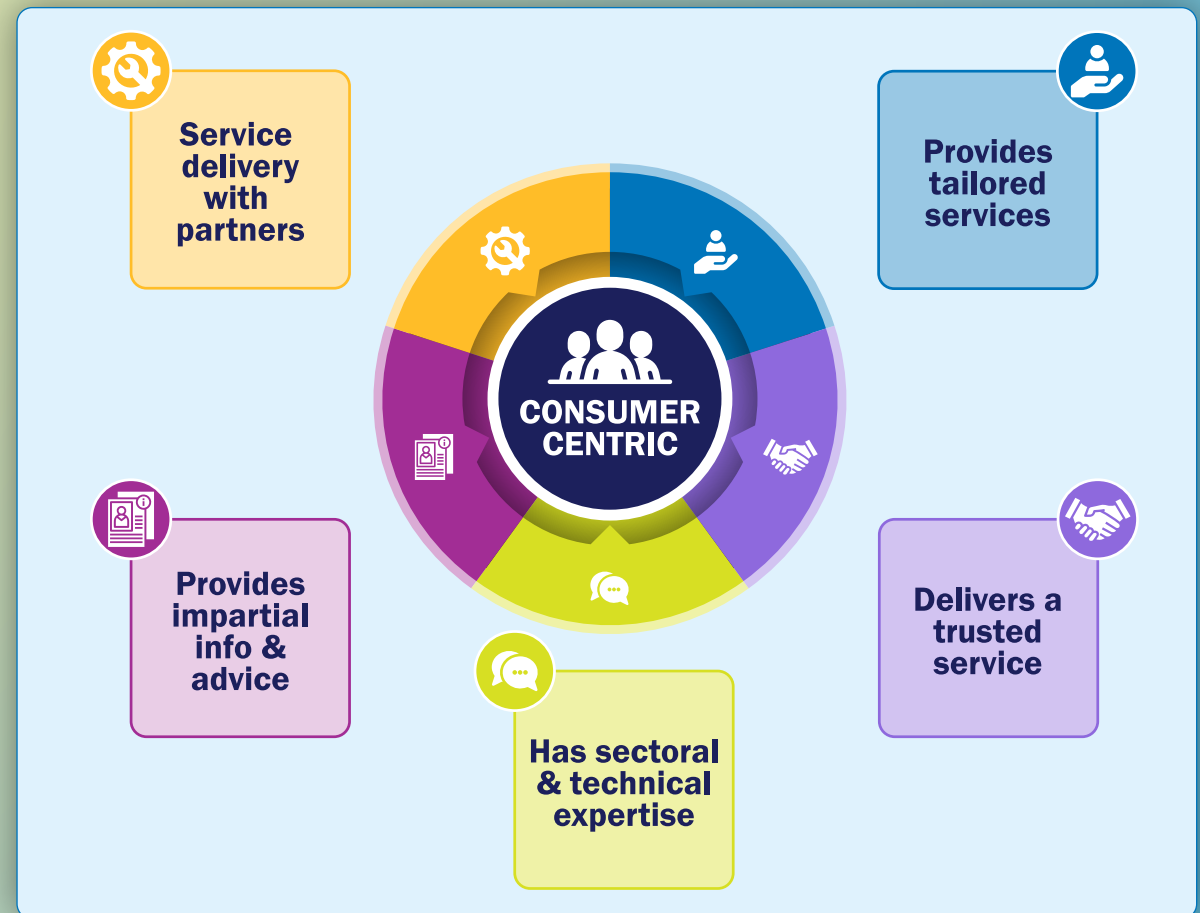 Service
delivery
with
partners
Provides
tailored
services
CONSUMER
CENTRIC
Provides
impartial
info &
advice
Delivers a
trusted
service
Has sectoral
& technical
expertise